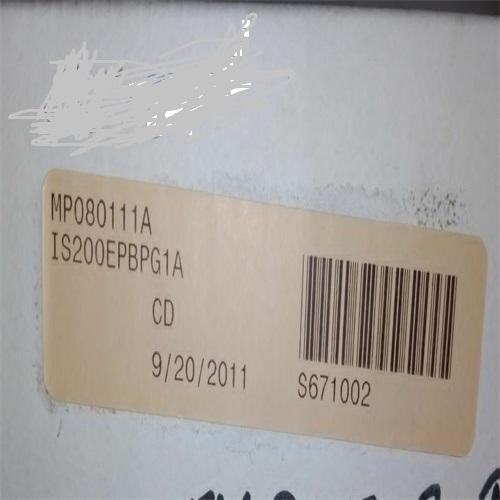 MP080111A
IS200EPBPG1A
CD
9/20/2011
S671002